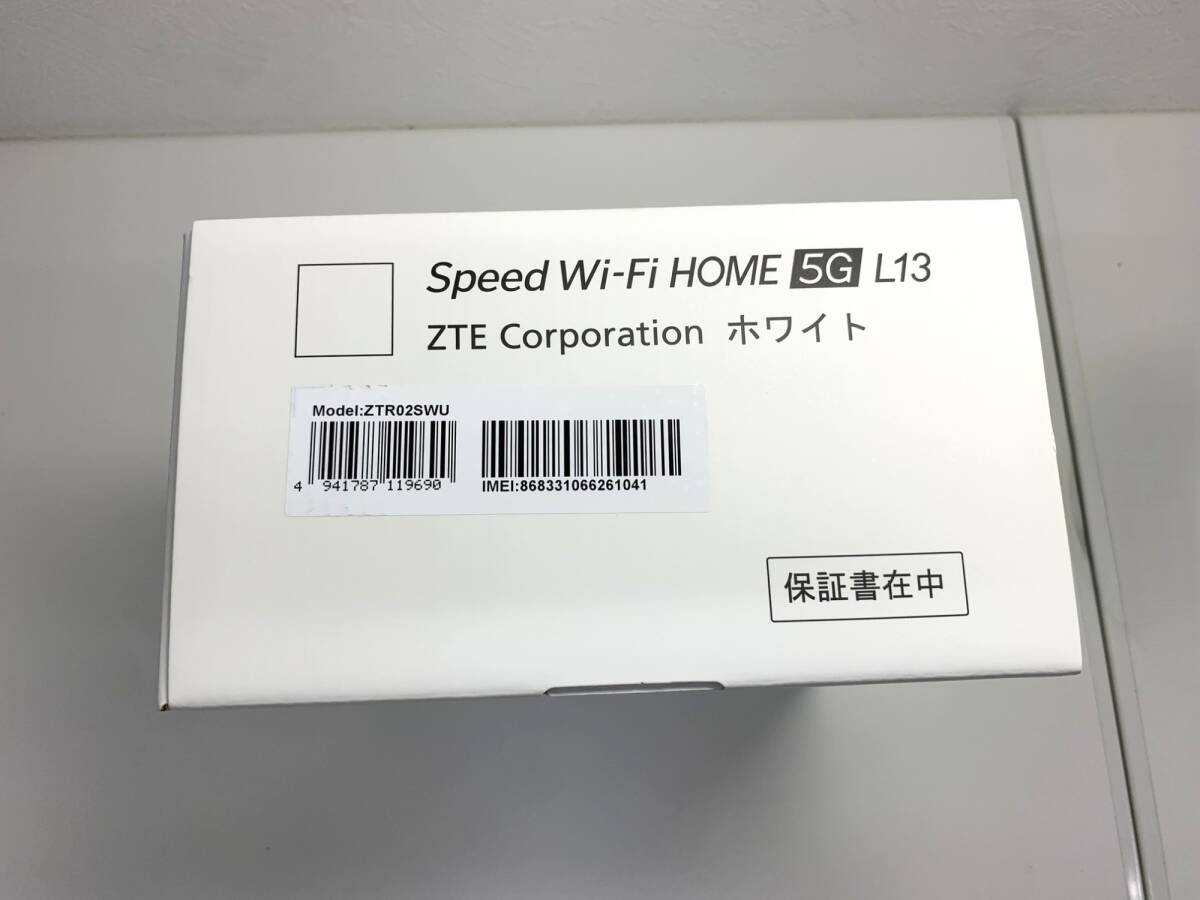 Speed Wi-Fi HOME 5G L13
ZTE Corporation ホワイト
Model:ZTR02SWU
4 941787 119690
IMEI:868331066261041
保証書在中